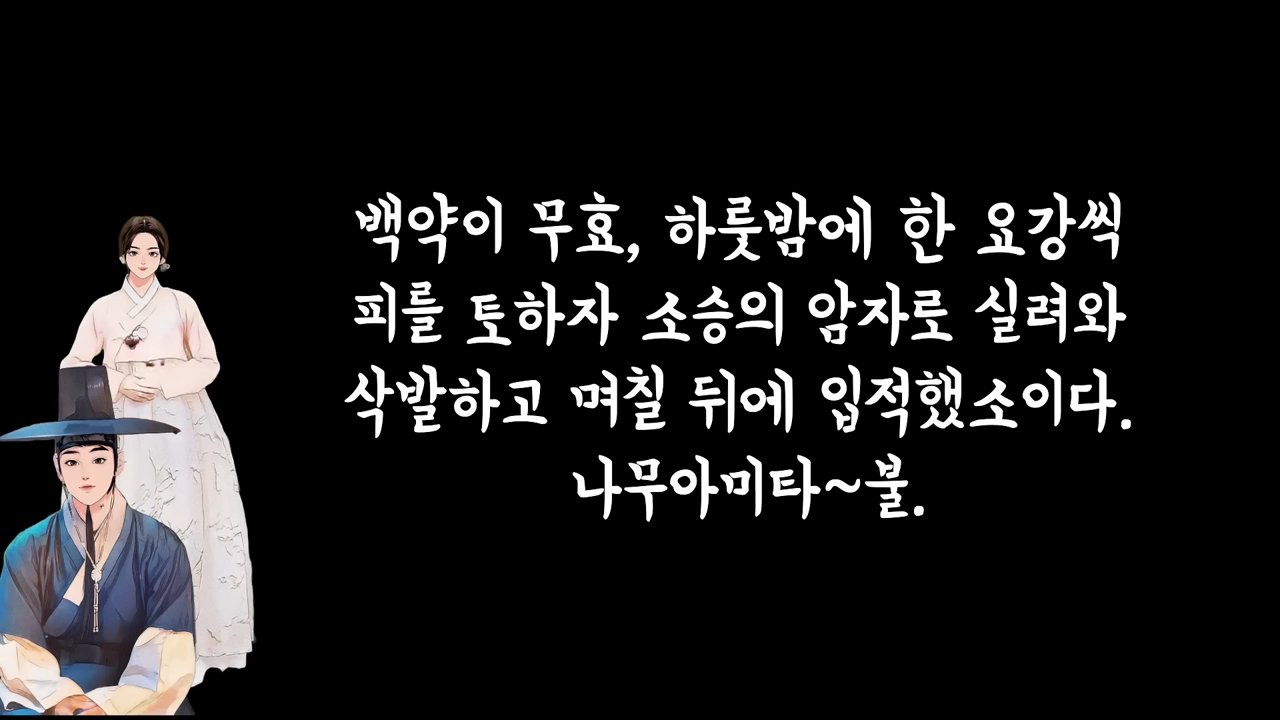 백약이 무효, 하룻밤에 한 요강씩
피를 토하자 소승의 암자로 실려와
삭발하고 며칠 뒤에 입적했소이다.
나무아미타~불.